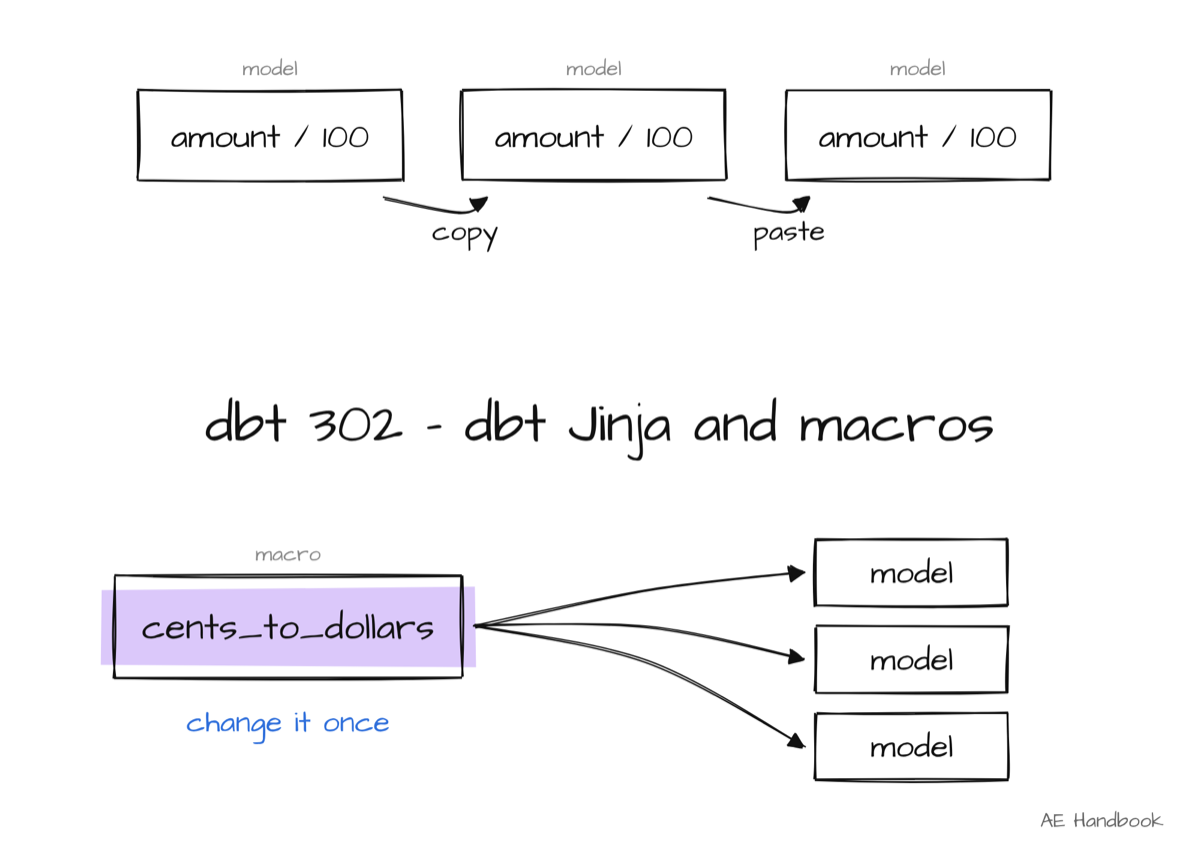 model
model
model
amount / 100
amount / 100
amount / 100
copy
paste
dbt 302 - dbt Jinja and macros
macro
cents_to_dollars
change it once
model
model
model
AE Handbook